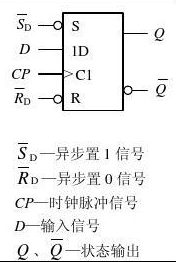 S̅D
S
Q
D
1D
CP
C1
R̅D
R
Q̅
S̅D—异步置 1 信号
R̅D—异步置 0 信号
CP—时钟脉冲信号
D—输入信号
Q、Q̅—状态输出